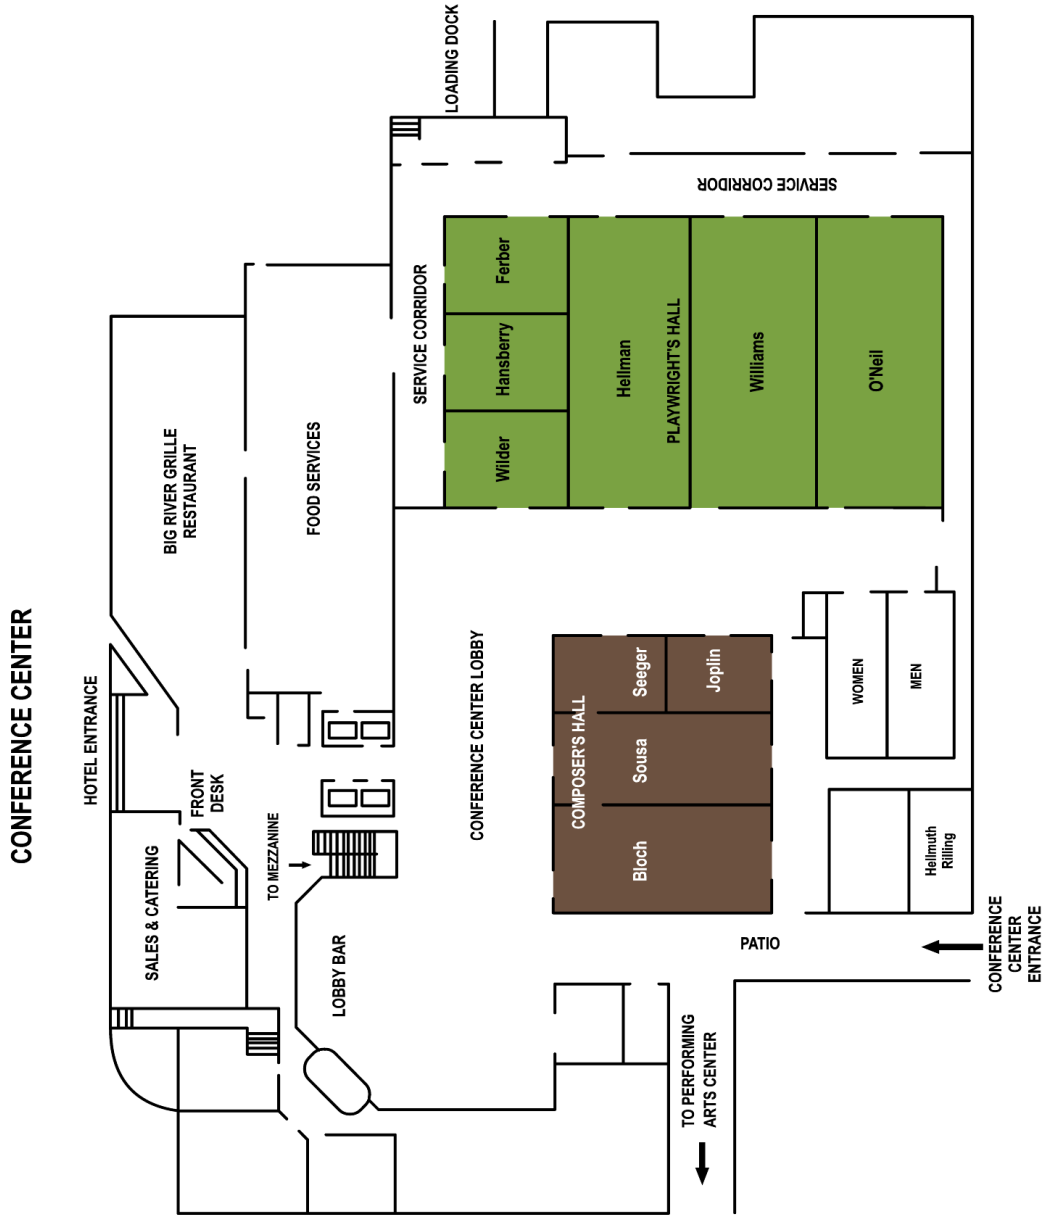 CONFERENCE CENTER
HOTEL ENTRANCE
BIG RIVER GRILLE
RESTAURANT
FOOD SERVICES
FRONT
DESK
SALES & CATERING
TO MEZZANINE
LOBBY BAR
LOADING DOCK
SERVICE CORRIDOR
SERVICE CORRIDOR
Ferber
Hansberry
Wilder
Hellman
PLAYWRIGHT'S HALL
Williams
O'Neil
CONFERENCE CENTER LOBBY
COMPOSER'S HALL
Seeger
Joplin
Sousa
Bloch
WOMEN
MEN
Hellmuth
Rilling
PATIO
CONFERENCE
CENTER
ENTRANCE
TO PERFORMING
ARTS CENTER